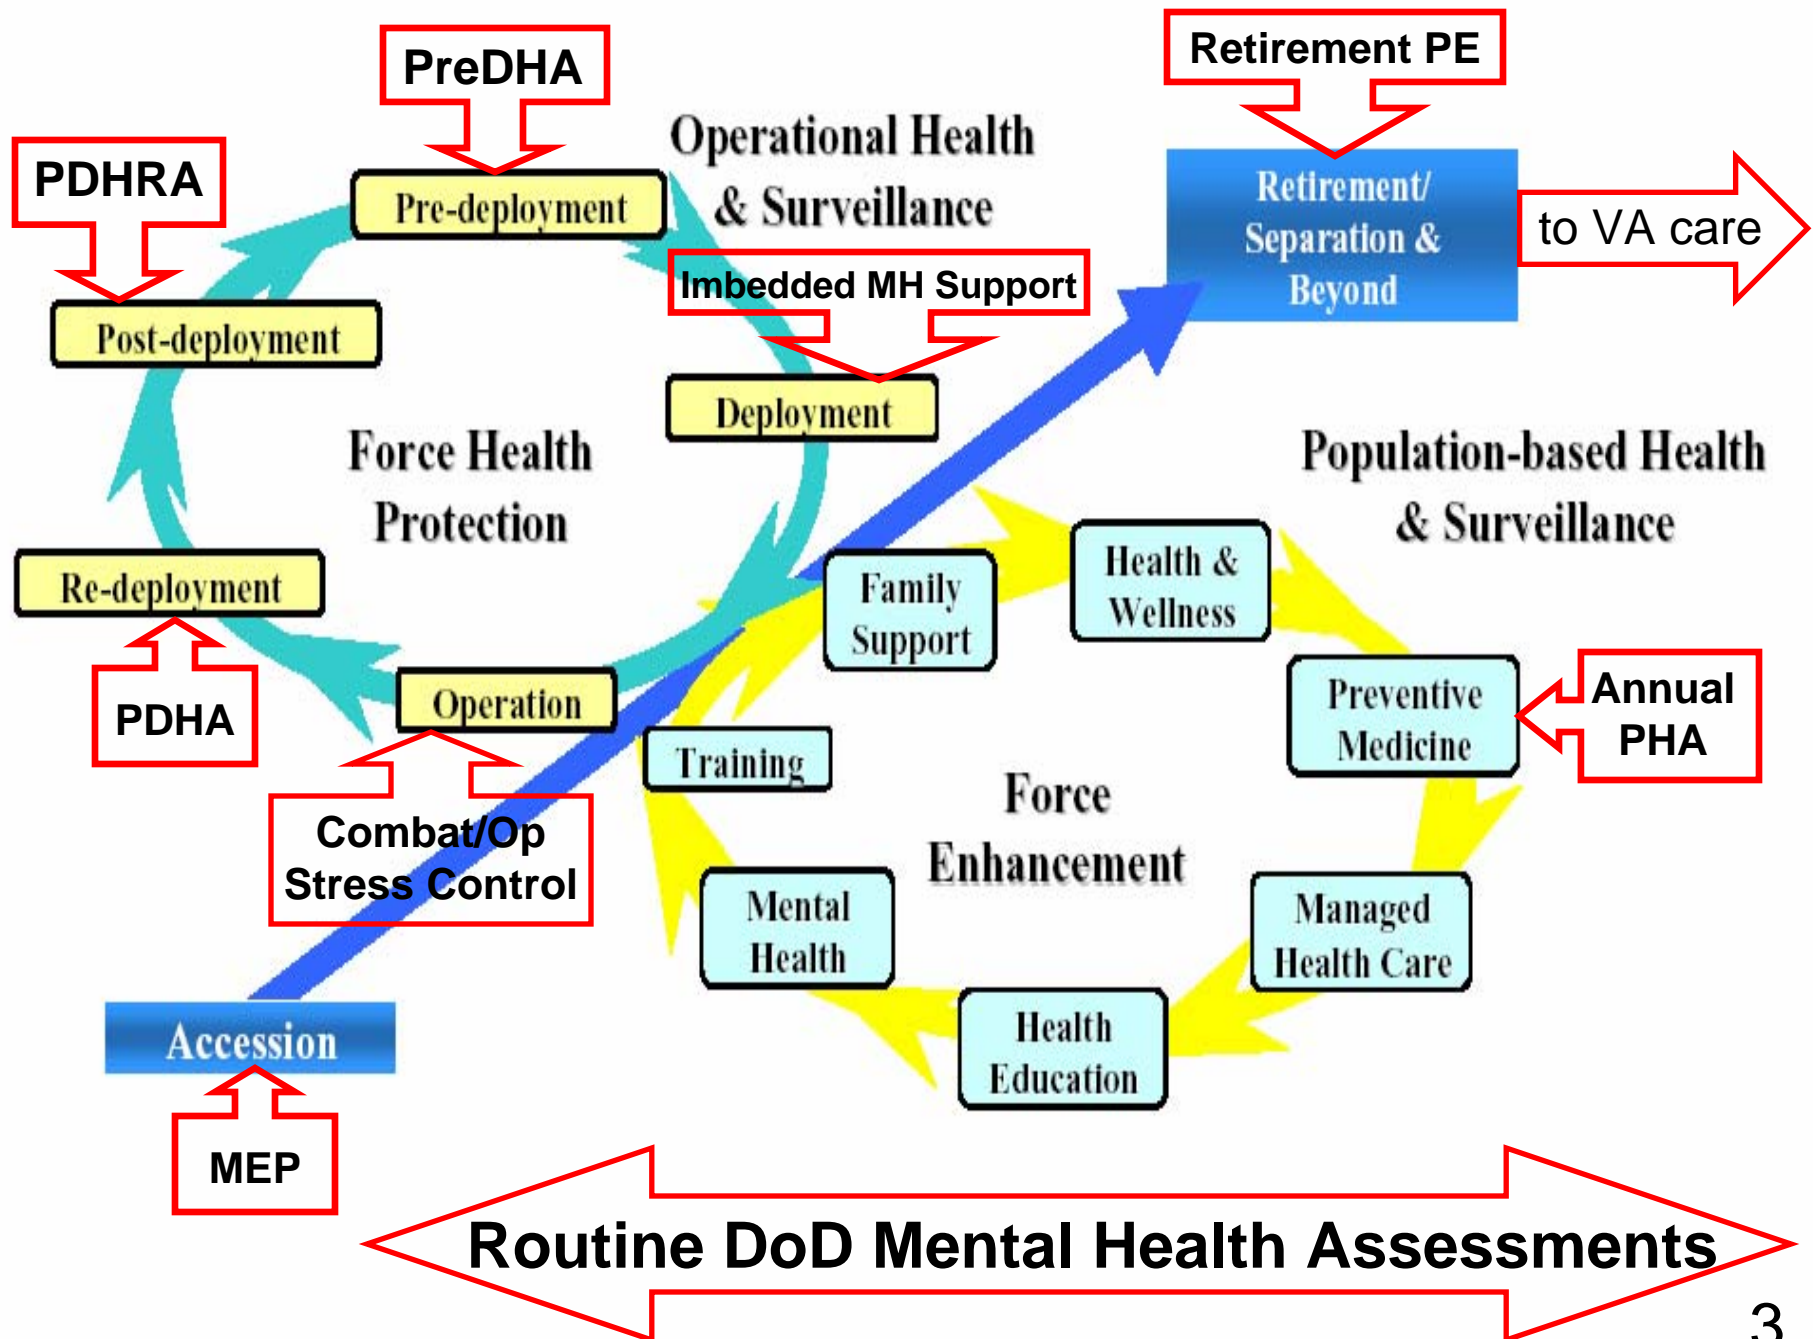 PreDHA
Retirement PE
PDHRA
Operational Health
& Surveillance
Pre-deployment
Retirement/
Separation &
Beyond
to VA care
Imbedded MH Support
Post-deployment
Deployment
Force Health
Protection
Population-based Health
& Surveillance
Re-deployment
Family
Support
Health &
Wellness
PDHA
Operation
Training
Preventive
Medicine
Annual
PHA
Combat/Op
Stress Control
Force
Enhancement
Mental
Health
Managed
Health Care
Accession
Health
Education
MEP
Routine DoD Mental Health Assessments
3